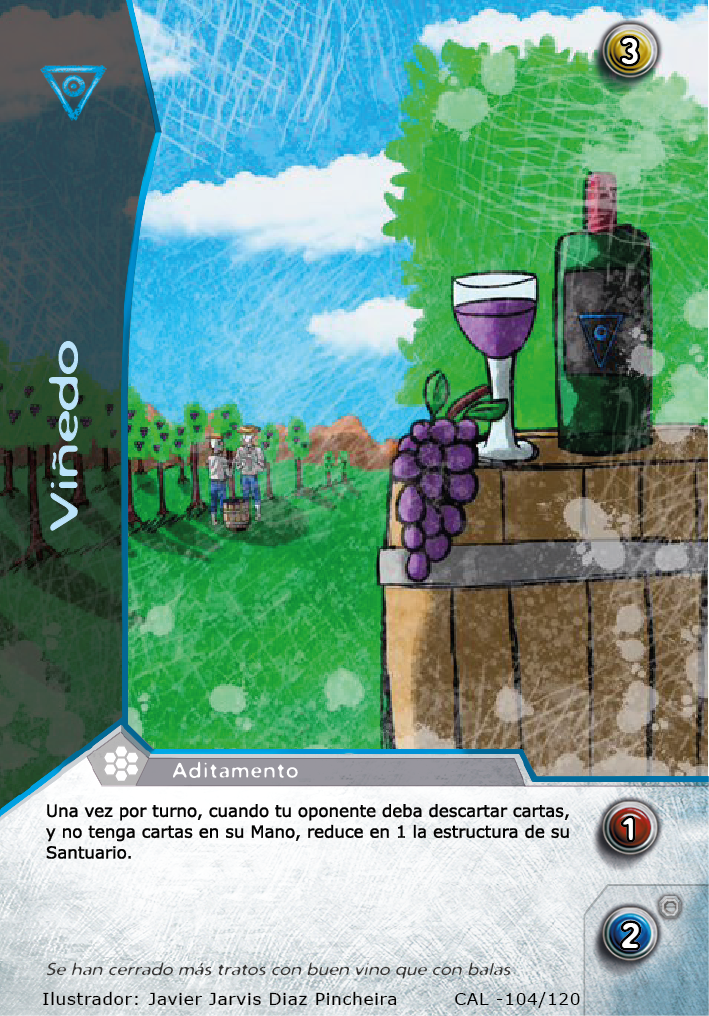 3
Viñedo
Aditamento
Una vez por turno, cuando tu oponente deba descartar cartas,
y no tenga cartas en su Mano, reduce en 1 la estructura de su
Santuario.
1
2
Se han cerrado más tratos con buen vino que con balas
Ilustrador: Javier Jarvis Diaz Pincheira CAL -104/120